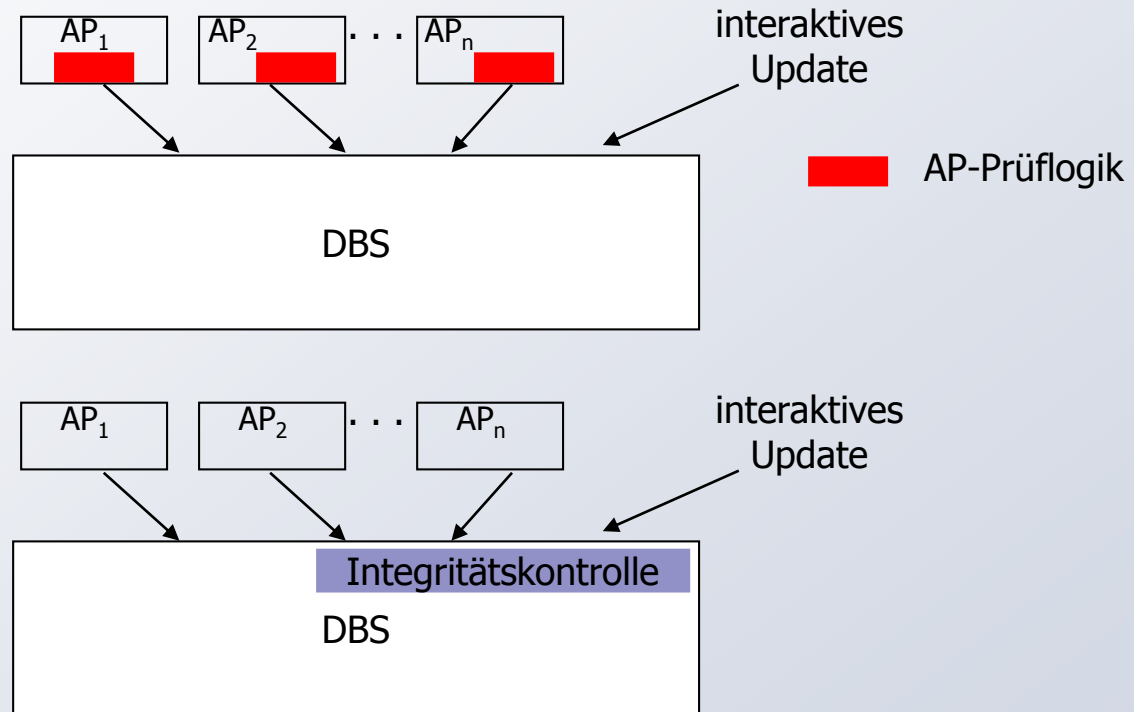 AP₁ AP₂ . . . APₙ interaktives
Update
AP-Prüflogik
DBS
AP₁ AP₂ . . . APₙ interaktives
Update
Integritätskontrolle
DBS